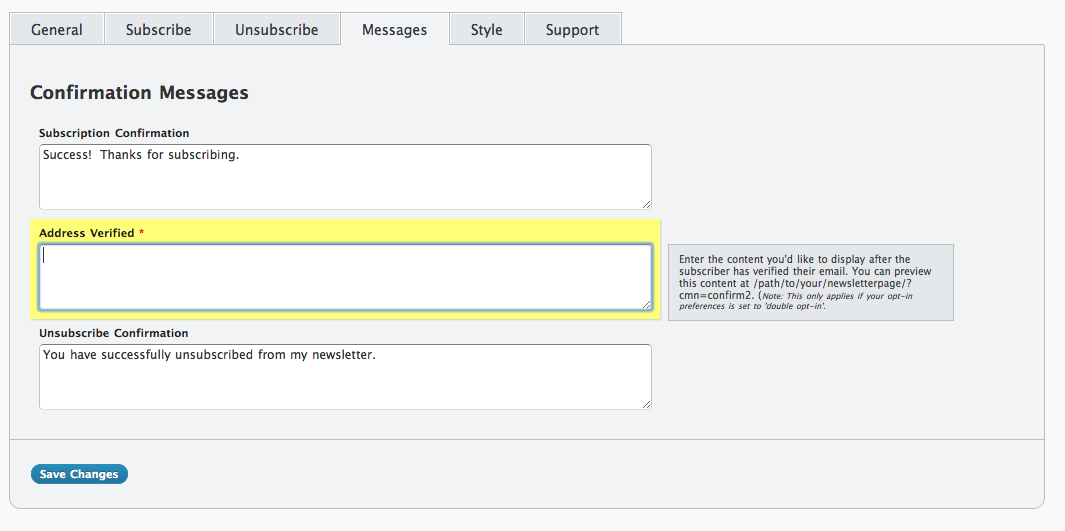 General Subscribe Unsubscribe Messages Style Support
Confirmation Messages
Subscription Confirmation
Success!  Thanks for subscribing.
Address Verified *
Enter the content you'd like to display after the
subscriber has verified their email. You can preview
this content at /path/to/your/newsletterpage/?
cmn=confirm2. (Note: This only applies if your opt-in
preferences is set to 'double opt-in'.
Unsubscribe Confirmation
You have successfully unsubscribed from my newsletter.
Save Changes